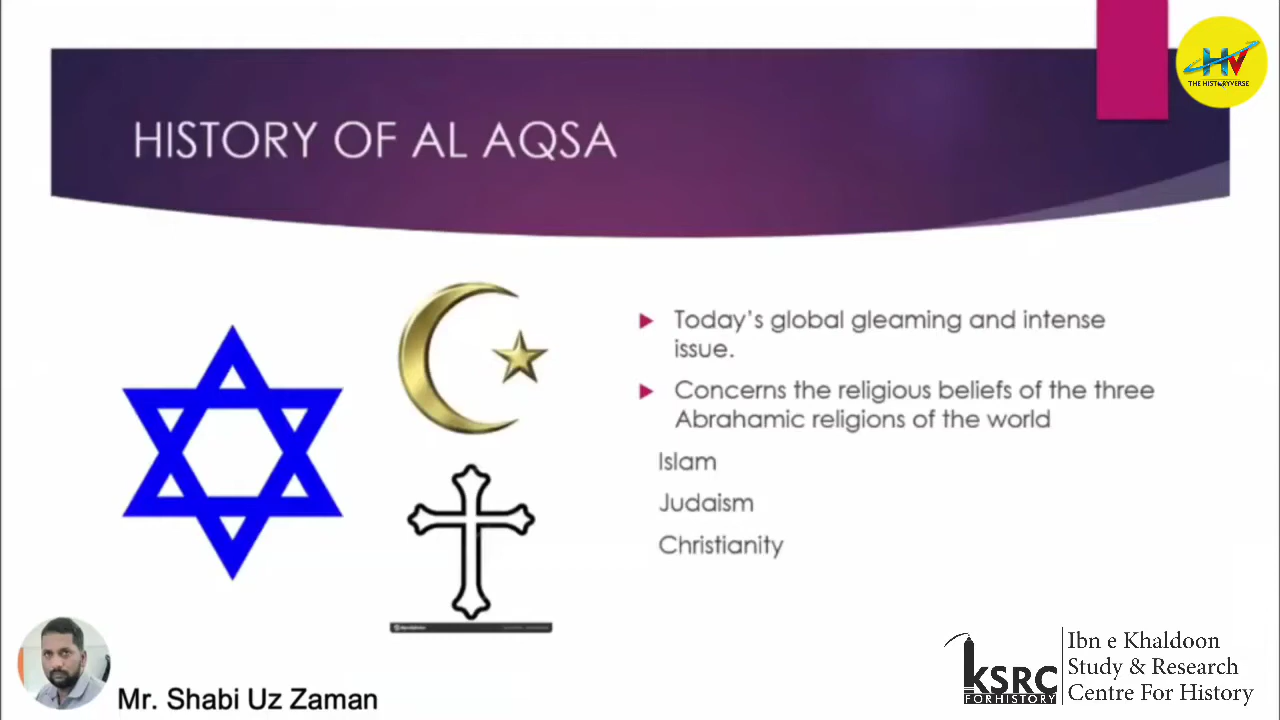 HV
THE HISTORYVERSE
HISTORY OF AL AQSA
Today's global gleaming and intense
issue.
Concerns the religious beliefs of the three
Abrahamic religions of the world
Islam
Judaism
Christianity
Mr. Shabi Uz Zaman
KSRC
FORHISTORY
Ibn e Khaldoon
Study & Research
Centre For History